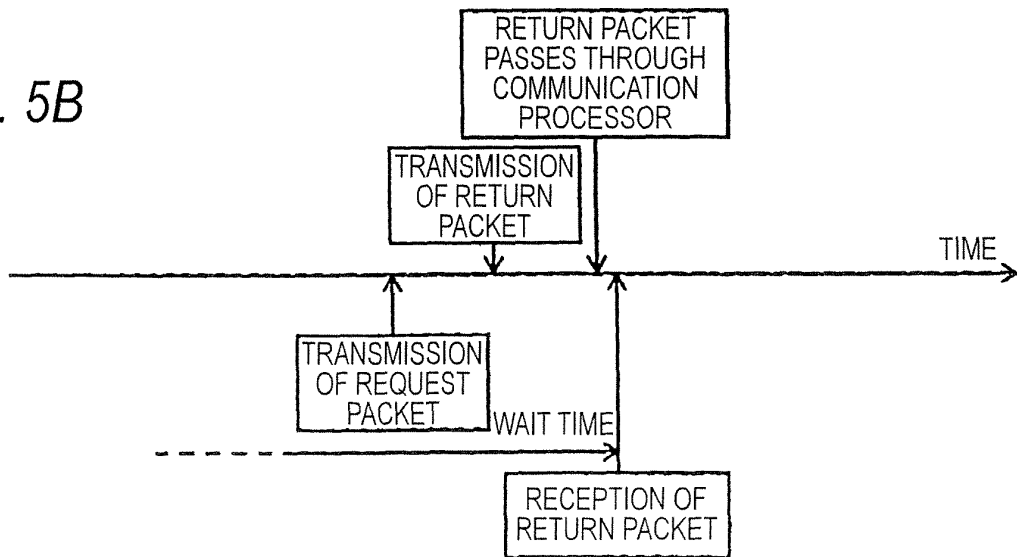 . 5B
RETURN PACKET
PASSES THROUGH
COMMUNICATION
PROCESSOR
TRANSMISSION
OF RETURN
PACKET
TIME
TRANSMISSION
OF REQUEST
PACKET
WAIT TIME
RECEPTION OF
RETURN PACKET